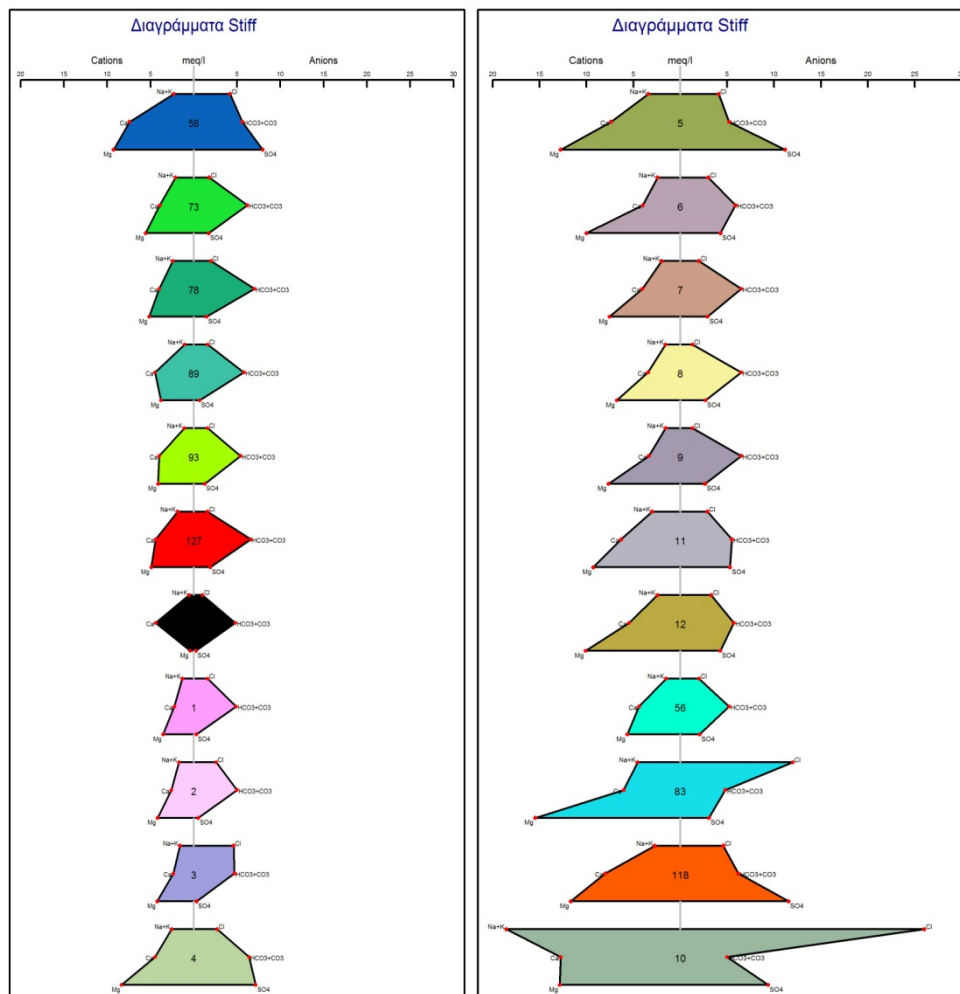 Διαγράμματα Stiff
Cations meq/l Anions
20 15 10 5 5 10 15 20 25 30
Na+K Cl
Ca 58 HCO3+CO3
Mg SO4
Na+K Cl
Ca 73 HCO3+CO3
Mg SO4
Na+K Cl
Ca 78 HCO3+CO3
Mg SO4
Na+K Cl
Ca 89 HCO3+CO3
Mg SO4
Na+K Cl
Ca 93 HCO3+CO3
Mg SO4
Na+K Cl
Ca 127 HCO3+CO3
Mg SO4
Na+K Cl
Ca HCO3+CO3
Mg SO4
Na+K Cl
Ca 1 HCO3+CO3
Mg SO4
Na+K Cl
Ca 2 HCO3+CO3
Mg SO4
Na+K Cl
Ca 3 HCO3+CO3
Mg SO4
Na+K Cl
Ca 4 HCO3+CO3
Mg SO4
Διαγράμματα Stiff
Cations meq/l Anions
20 15 10 5 5 10 15 20 25 30
Na+K Cl
Ca 5 HCO3+CO3
Mg SO4
Na+K Cl
Ca 6 HCO3+CO3
Mg SO4
Na+K Cl
Ca 7 HCO3+CO3
Mg SO4
Na+K Cl
Ca 8 HCO3+CO3
Mg SO4
Na+K Cl
Ca 9 HCO3+CO3
Mg SO4
Na+K Cl
Ca 11 HCO3+CO3
Mg SO4
Na+K Cl
Ca 12 HCO3+CO3
Mg SO4
Na+K Cl
Ca 56 HCO3+CO3
Mg SO4
Na+K Cl
Ca 83 HCO3+CO3
Mg SO4
Na+K Cl
Ca 118 HCO3+CO3
Mg SO4
Na+K Cl
Ca 10 HCO3+CO3
Mg SO4